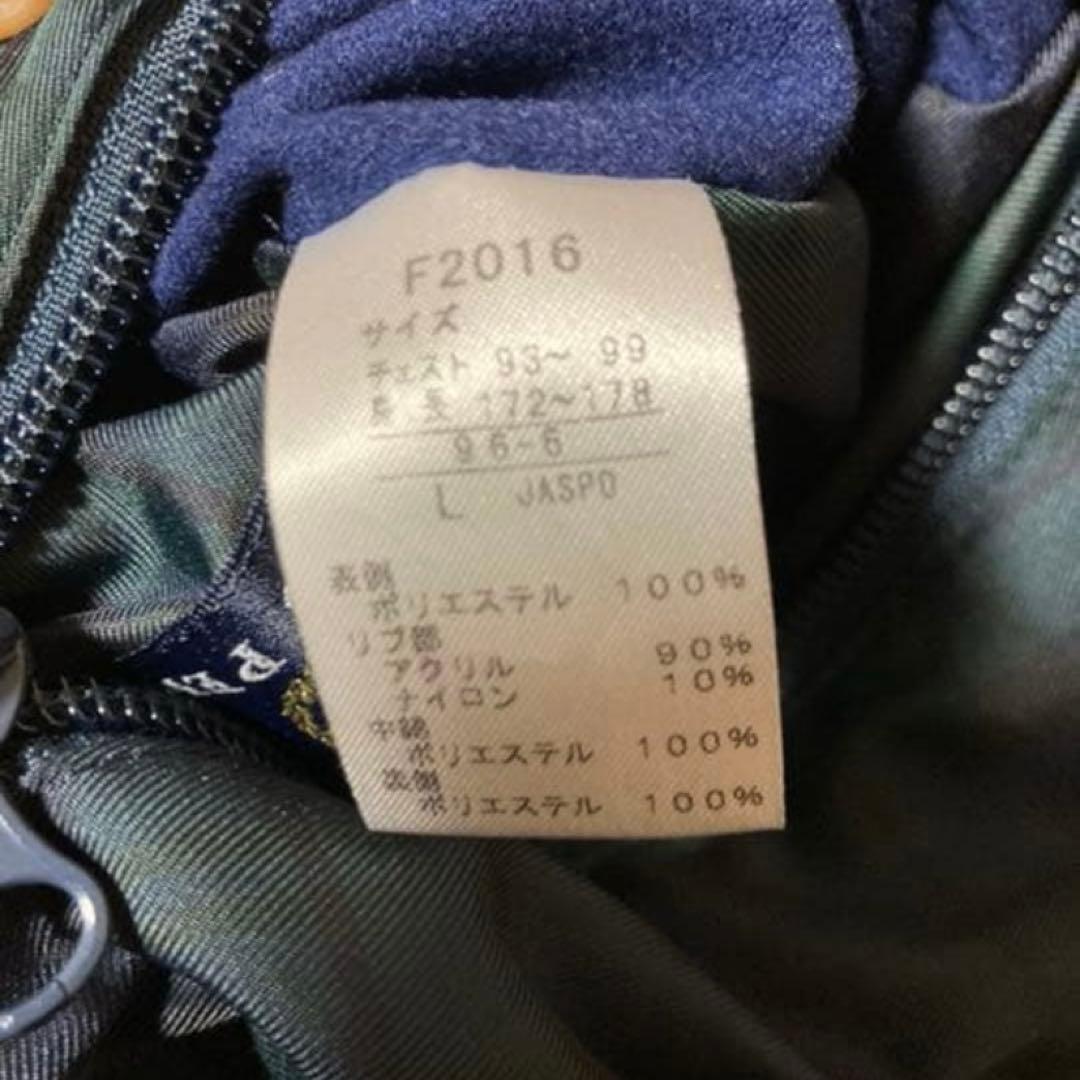 F2016
サイズ
チェスト 93～ 99
身長 172～178
96-6
L JASPO
表側
ポリエステル 100%
リブ部
アクリル 90%
ナイロン 10%
中綿
ポリエステル 100%
表側
ポリエステル 100%